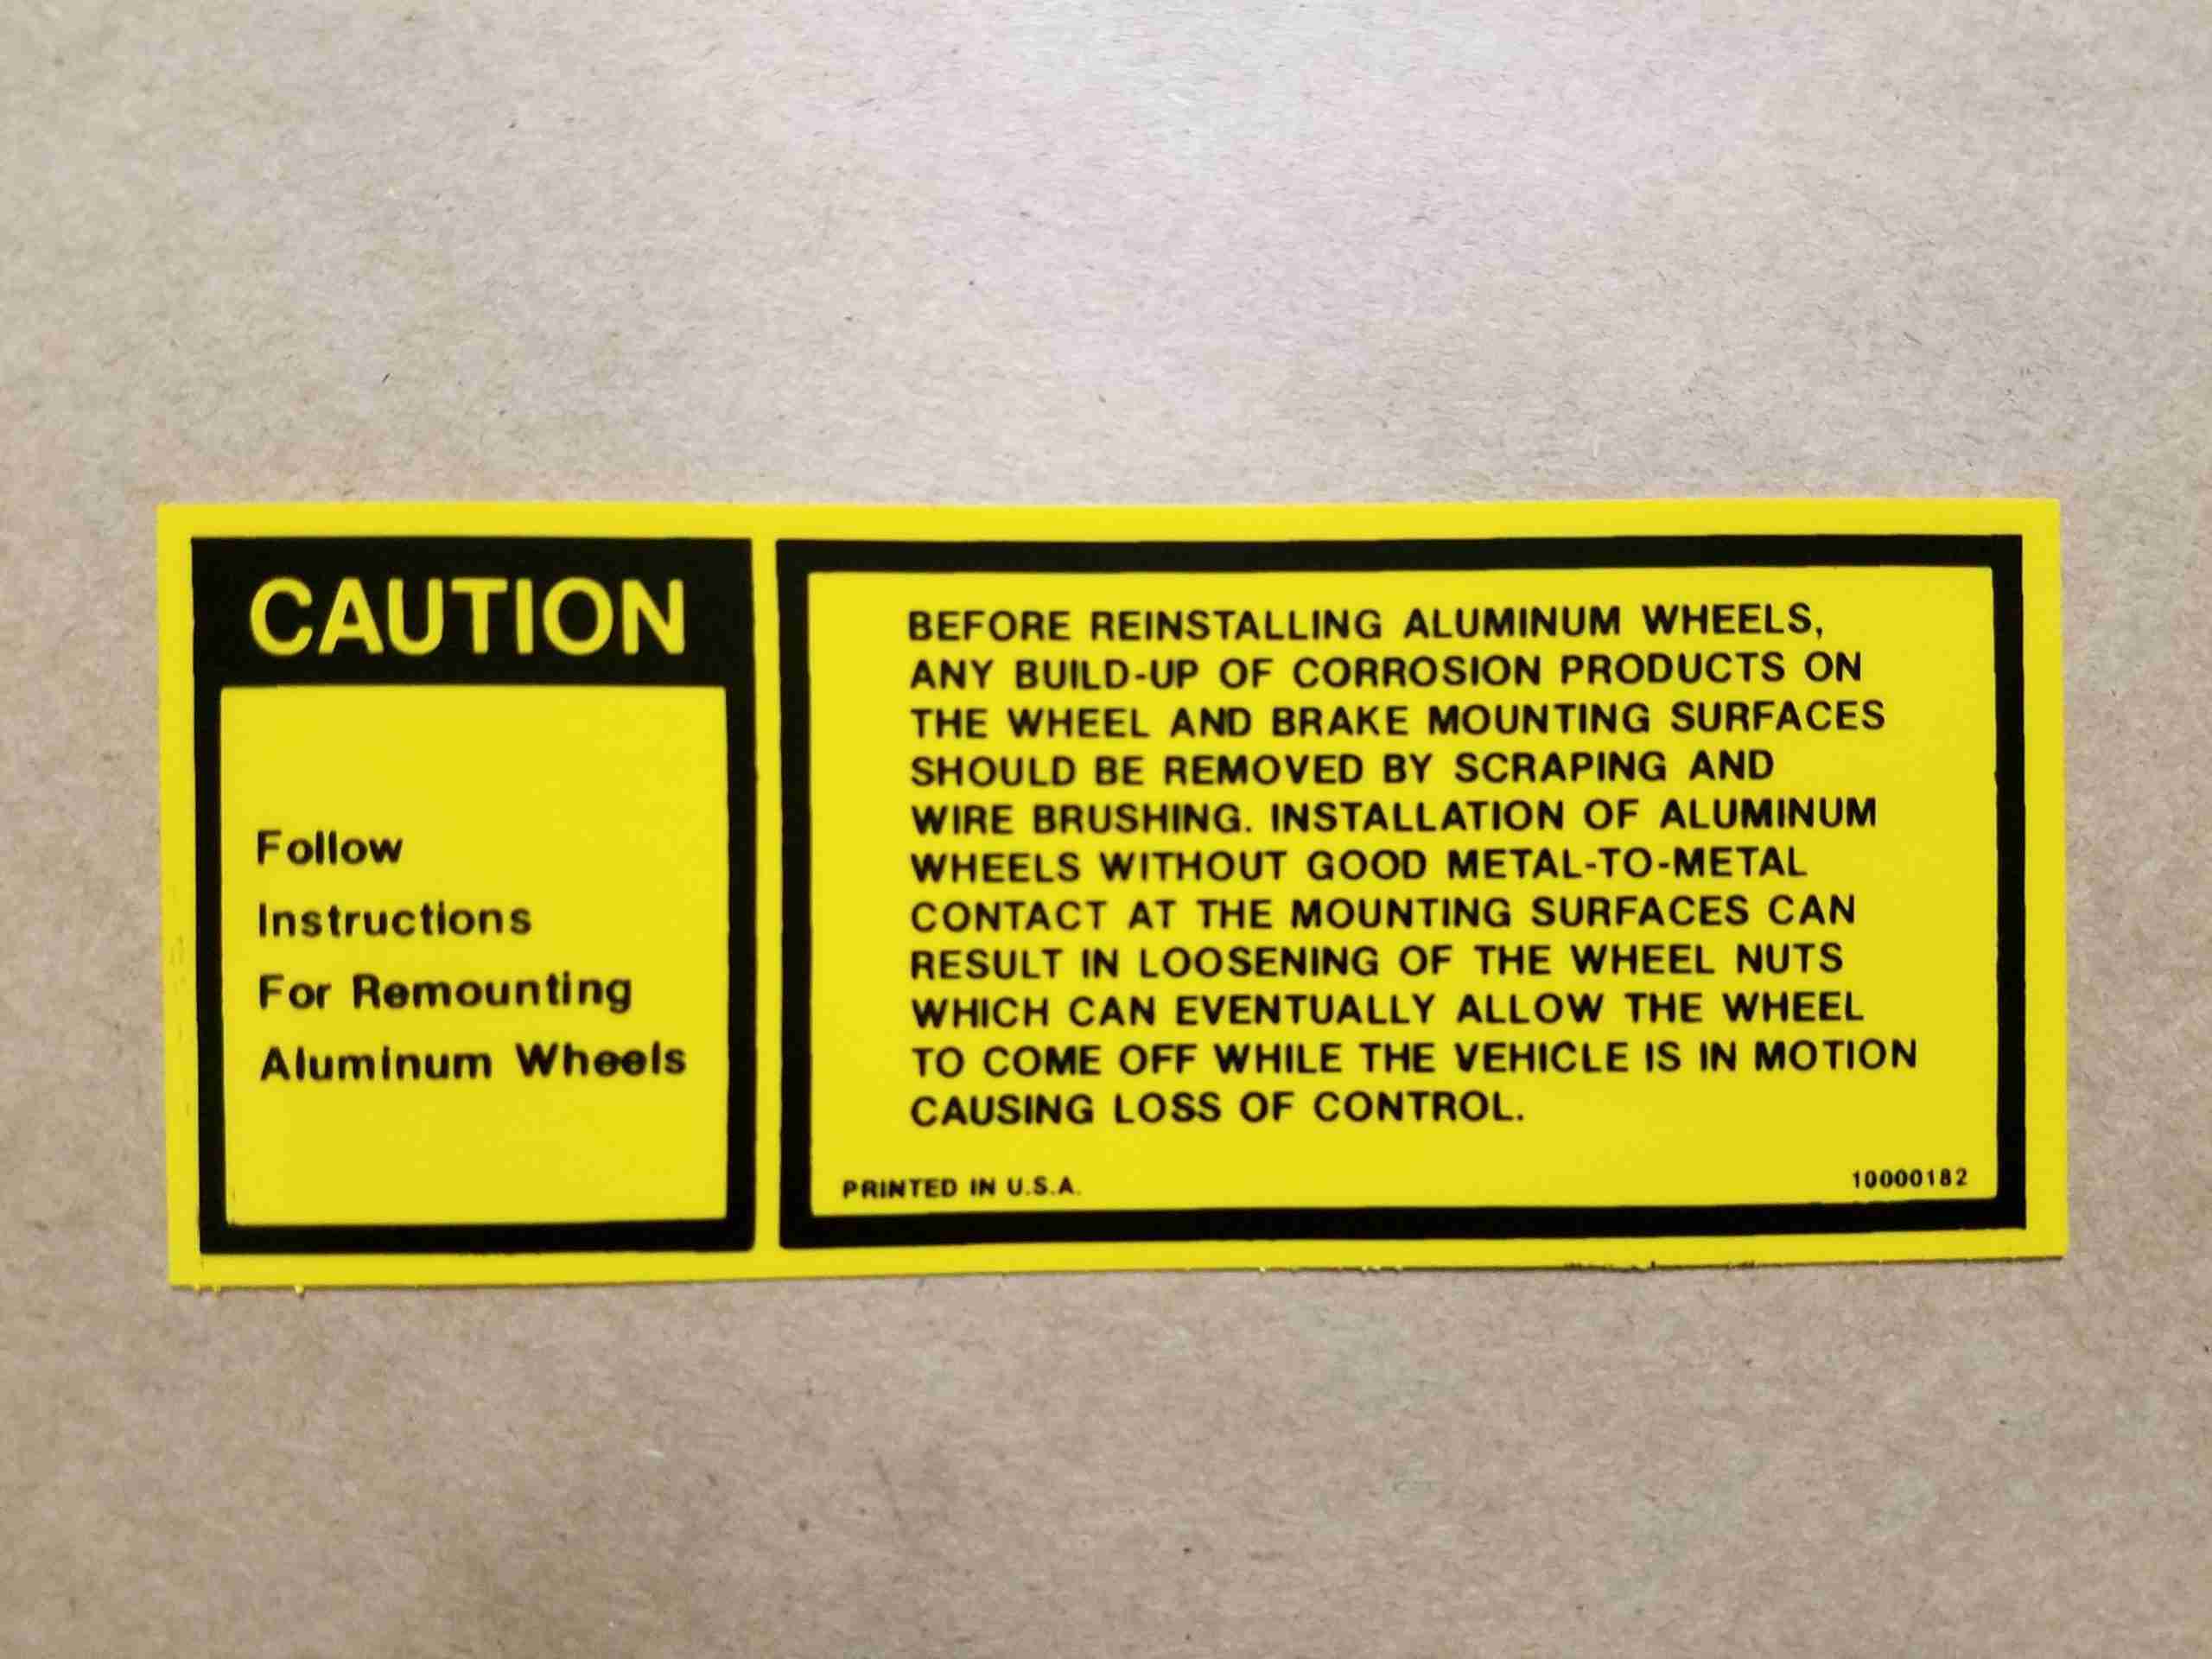 CAUTION
Follow
Instructions
For Remounting
Aluminum Wheels
BEFORE REINSTALLING ALUMINUM WHEELS,
ANY BUILD-UP OF CORROSION PRODUCTS ON
THE WHEEL AND BRAKE MOUNTING SURFACES
SHOULD BE REMOVED BY SCRAPING AND
WIRE BRUSHING. INSTALLATION OF ALUMINUM
WHEELS WITHOUT GOOD METAL-TO-METAL
CONTACT AT THE MOUNTING SURFACES CAN
RESULT IN LOOSENING OF THE WHEEL NUTS
WHICH CAN EVENTUALLY ALLOW THE WHEEL
TO COME OFF WHILE THE VEHICLE IS IN MOTION
CAUSING LOSS OF CONTROL.
PRINTED IN U.S.A.
10000182